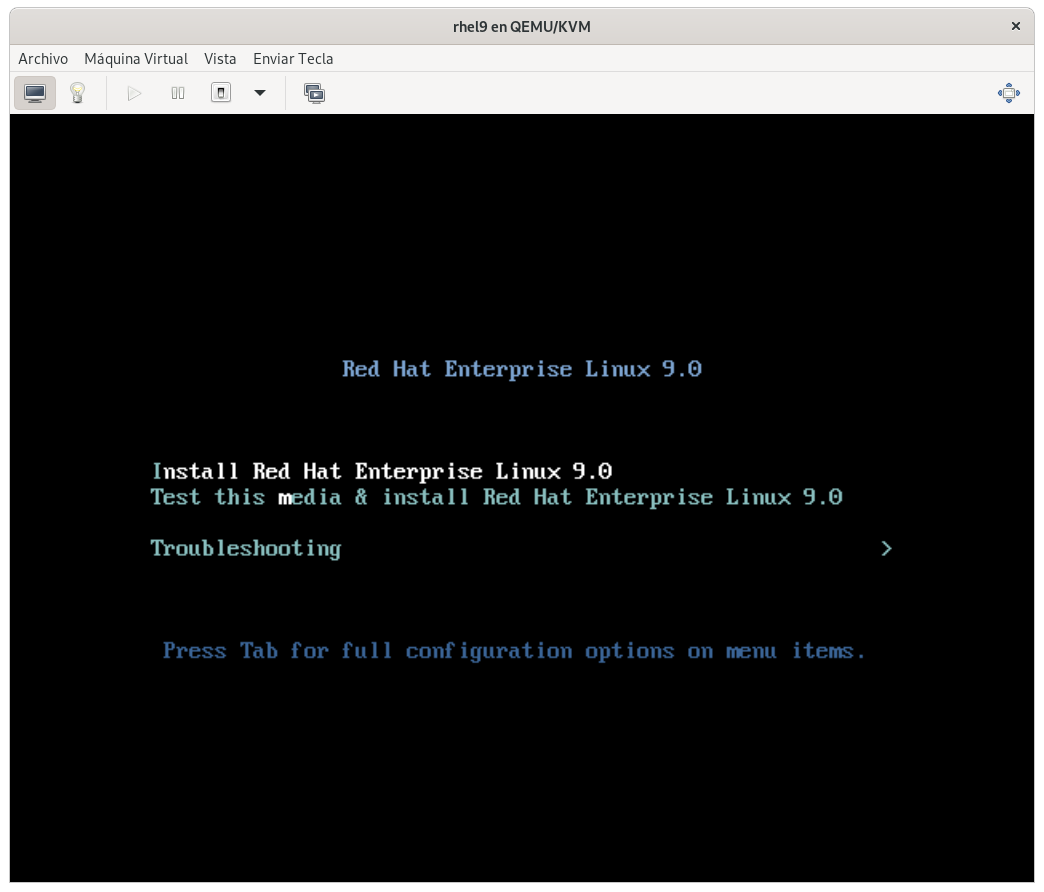 rhel9 en QEMU/KVM
Archivo Máquina Virtual Vista Enviar Tecla
Red Hat Enterprise Linux 9.0
Install Red Hat Enterprise Linux 9.0
Test this media & install Red Hat Enterprise Linux 9.0
Troubleshooting >
Press Tab for full configuration options on menu items.